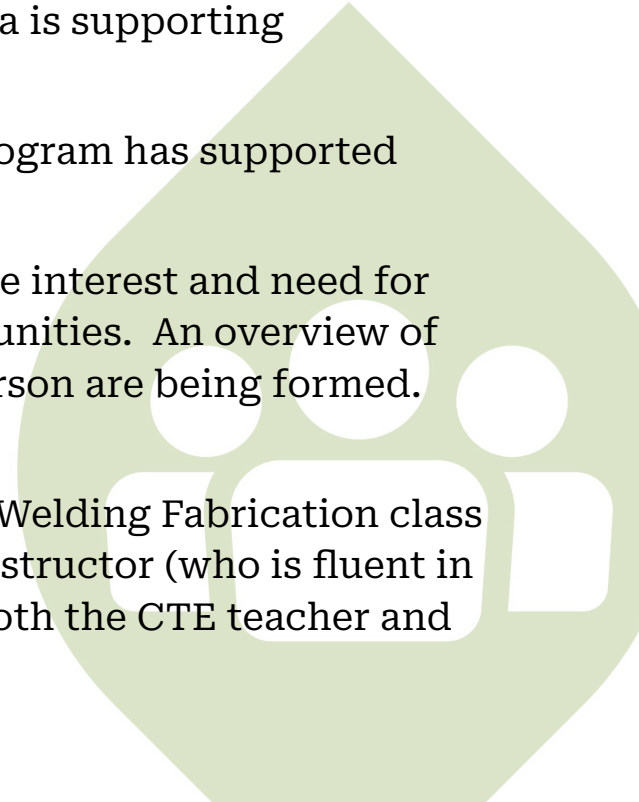 a is supporting
ogram has supported
e interest and need for
unities. An overview of
rson are being formed.
Welding Fabrication class
structor (who is fluent in
oth the CTE teacher and